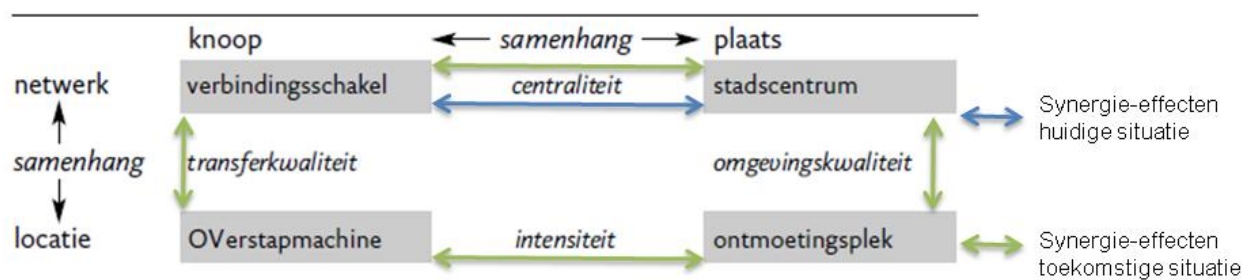 knoop samenhang plaats
netwerk verbindingsschakel centraliteit stadscentrum
Synergie-effecten
huidige situatie
samenhang transferkwaliteit omgevingskwaliteit
locatie OVerstapmachine intensiteit ontmoetingsplek
Synergie-effecten
toekomstige situatie